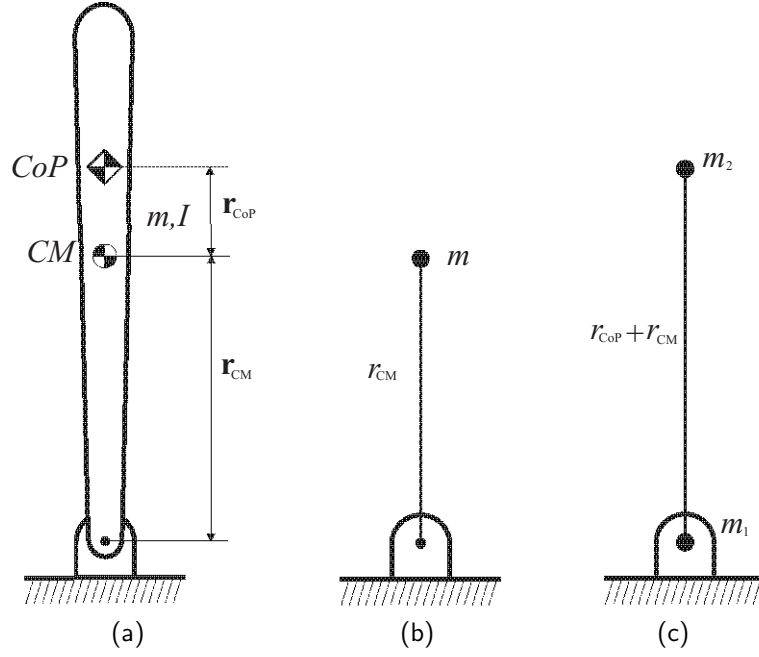 CoP
r_CoP
m,I
CM
r_CM
(a)
m
r_CM
(b)
m_2
r_CoP+r_CM
m_1
(c)